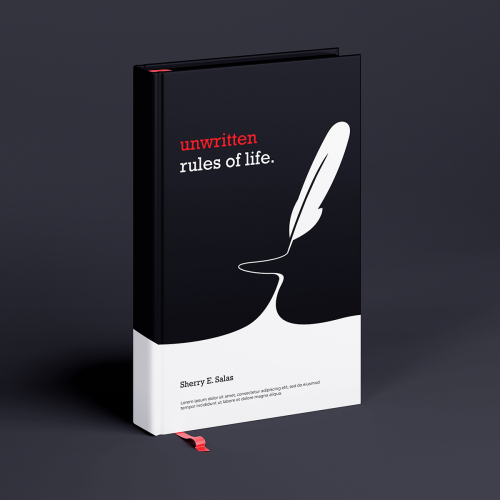 unwritten
rules of life.
Sherry E. Salas
Lorem ipsum dolor sit amet, consectetur adipiscing elit, sed do eiusmod
tempor incididunt ut labore et dolore magna aliqua.